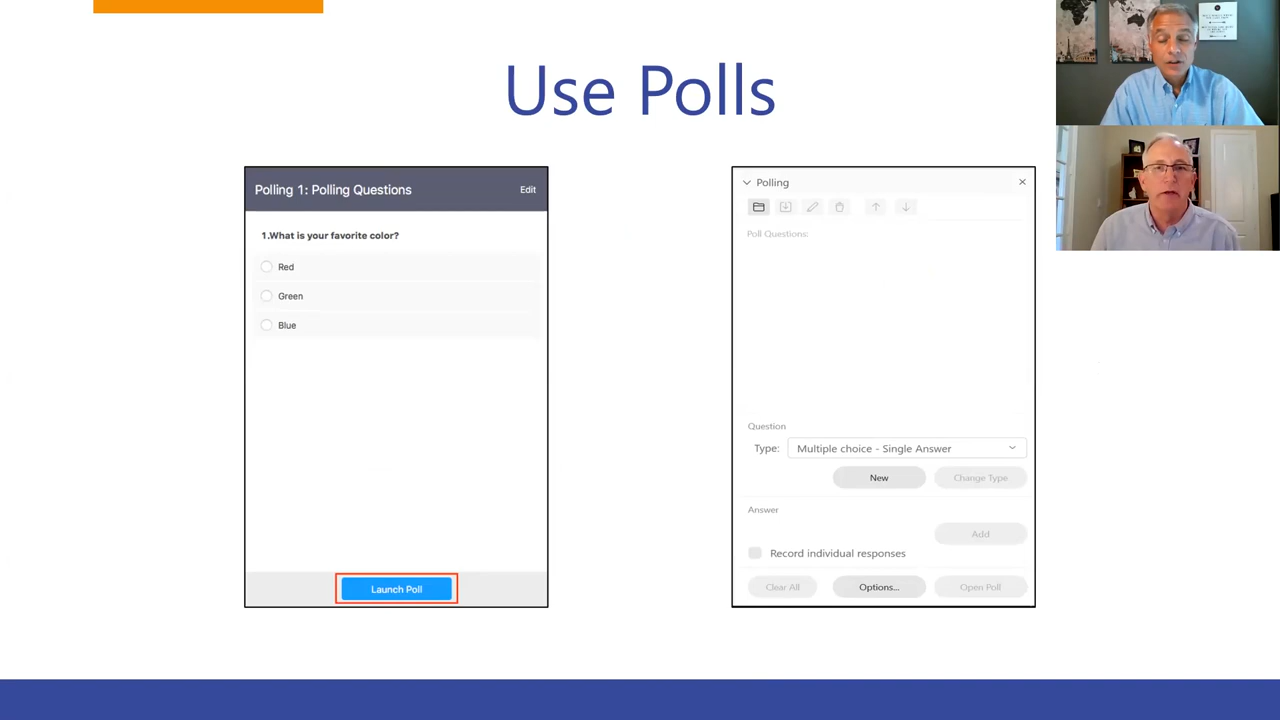 Use Polls
Polling 1: Polling Questions
Edit
1.What is your favorite color?
Red
Green
Blue
Launch Poll
Polling
Poll Questions:
Question
Type: Multiple choice - Single Answer
New
Change Type
Answer
Add
Record individual responses
Clear All
Options...
Open Poll